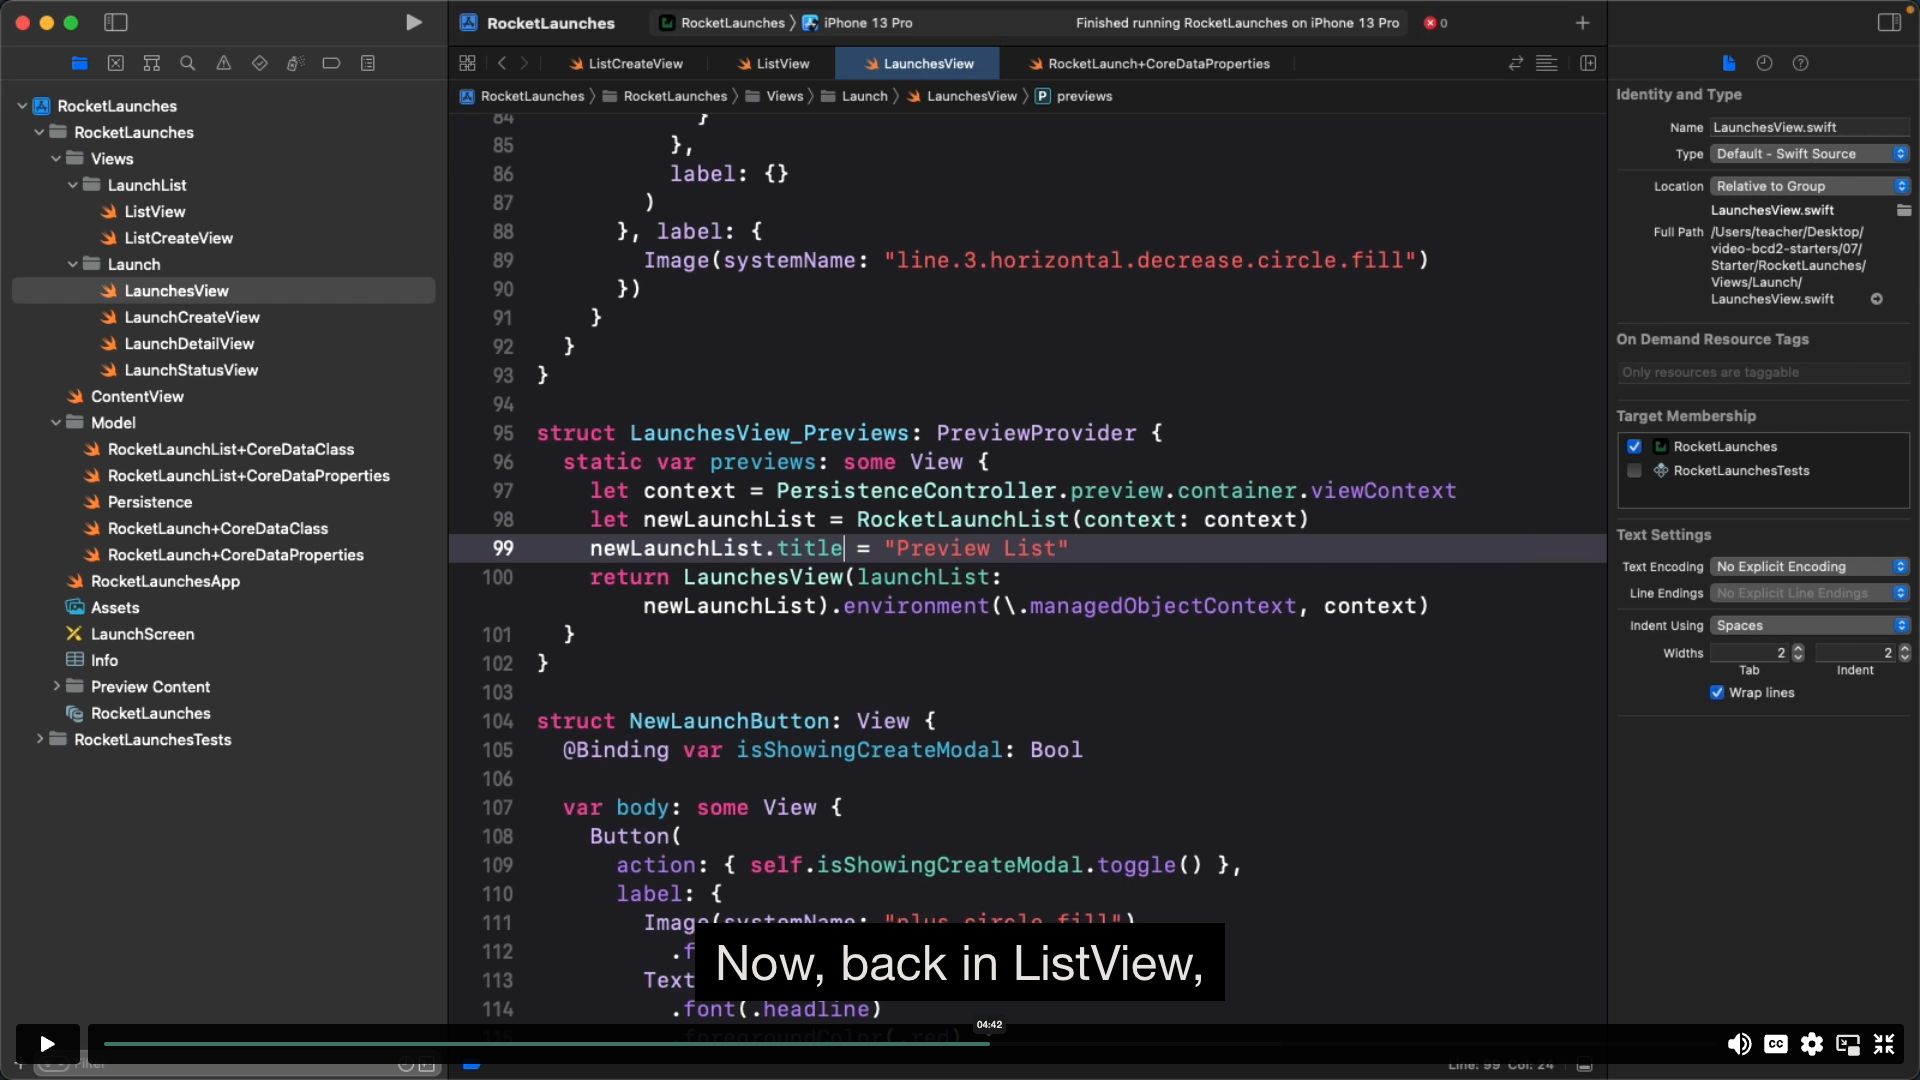 RocketLaunches
RocketLaunches 〉 iPhone 13 Pro
Finished running RocketLaunches on iPhone 13 Pro
0
ListCreateView
ListView
LaunchesView
RocketLaunch+CoreDataProperties
RocketLaunches 〉 RocketLaunches 〉 Views 〉 Launch 〉 LaunchesView 〉 P previews
RocketLaunches
RocketLaunches
Views
LaunchList
ListView
ListCreateView
Launch
LaunchesView
LaunchCreateView
LaunchDetailView
LaunchStatusView
ContentView
Model
RocketLaunchList+CoreDataClass
RocketLaunchList+CoreDataProperties
Persistence
RocketLaunch+CoreDataClass
RocketLaunch+CoreDataProperties
RocketLaunchesApp
Assets
LaunchScreen
Info
Preview Content
RocketLaunches
RocketLaunchesTests
Filter
84 }
85 },
86 label: {}
87 )
88 }, label: {
89 Image(systemName: "line.3.horizontal.decrease.circle.fill")
90 })
91 }
92 }
93 }
94
95 struct LaunchesView_Previews: PreviewProvider {
96 static var previews: some View {
97 let context = PersistenceController.preview.container.viewContext
98 let newLaunchList = RocketLaunchList(context: context)
99 newLaunchList.title = "Preview List"
100 return LaunchesView(launchList:
newLaunchList).environment(\.managedObjectContext, context)
101 }
102 }
103
104 struct NewLaunchButton: View {
105 @Binding var isShowingCreateModal: Bool
106
107 var body: some View {
108 Button(
109 action: { self.isShowingCreateModal.toggle() },
110 label: {
111 Image(systemName: "plus.circle.fill")
112 .f
113 Text
114 .font(.headline)
115 .foregroundColor(.red)
Now, back in ListView,
04:42
CC
Line: 99 Col: 24
Identity and Type
Name LaunchesView.swift
Type Default - Swift Source
Location Relative to Group
LaunchesView.swift
Full Path /Users/teacher/Desktop/
video-bcd2-starters/07/
Starter/RocketLaunches/
Views/Launch/
LaunchesView.swift
On Demand Resource Tags
Only resources are taggable
Target Membership
RocketLaunches
RocketLaunchesTests
Text Settings
Text Encoding No Explicit Encoding
Line Endings No Explicit Line Endings
Indent Using Spaces
Widths 2 2
Tab Indent
Wrap lines